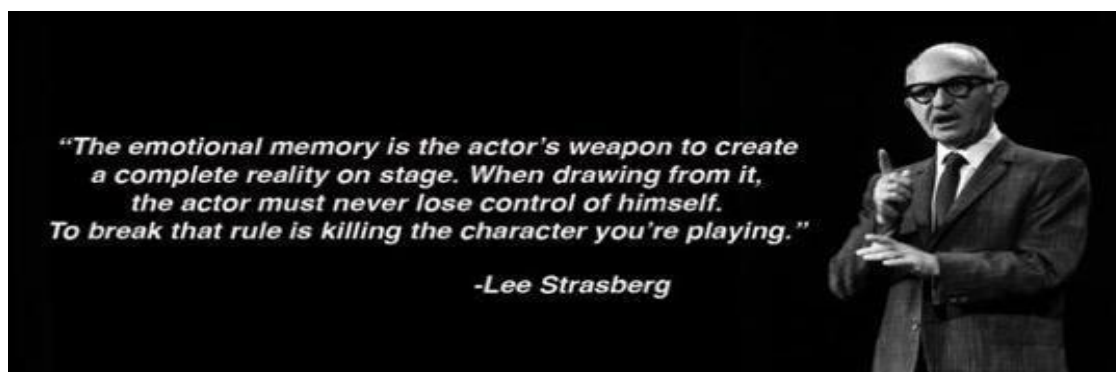 “The emotional memory is the actor’s weapon to create
a complete reality on stage. When drawing from it,
the actor must never lose control of himself.
To break that rule is killing the character you’re playing.”
-Lee Strasberg